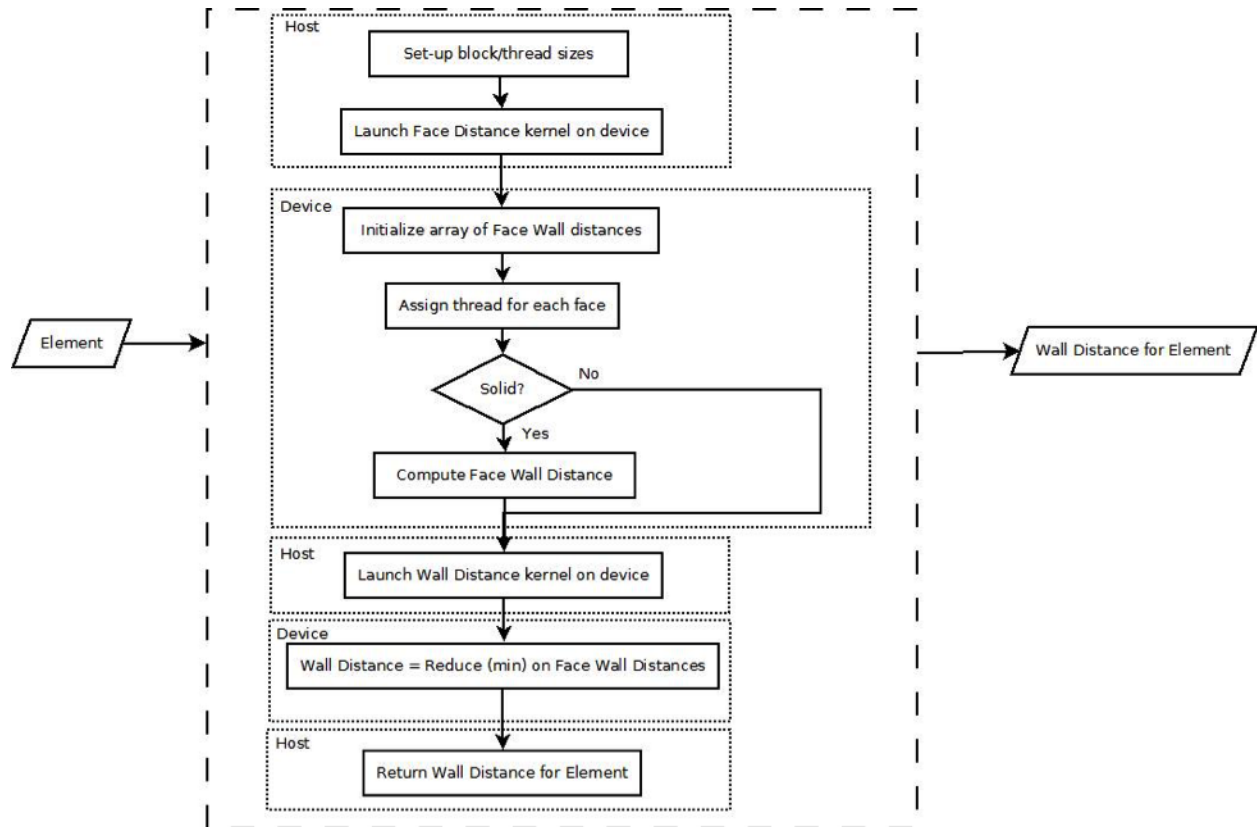 Host
Set-up block/thread sizes
Launch Face Distance kernel on device
Device
Initialize array of Face Wall distances
Assign thread for each face
Element
Wall Distance for Element
Solid?
No
Yes
Compute Face Wall Distance
Host
Launch Wall Distance kernel on device
Device
Wall Distance = Reduce (min) on Face Wall Distances
Host
Return Wall Distance for Element